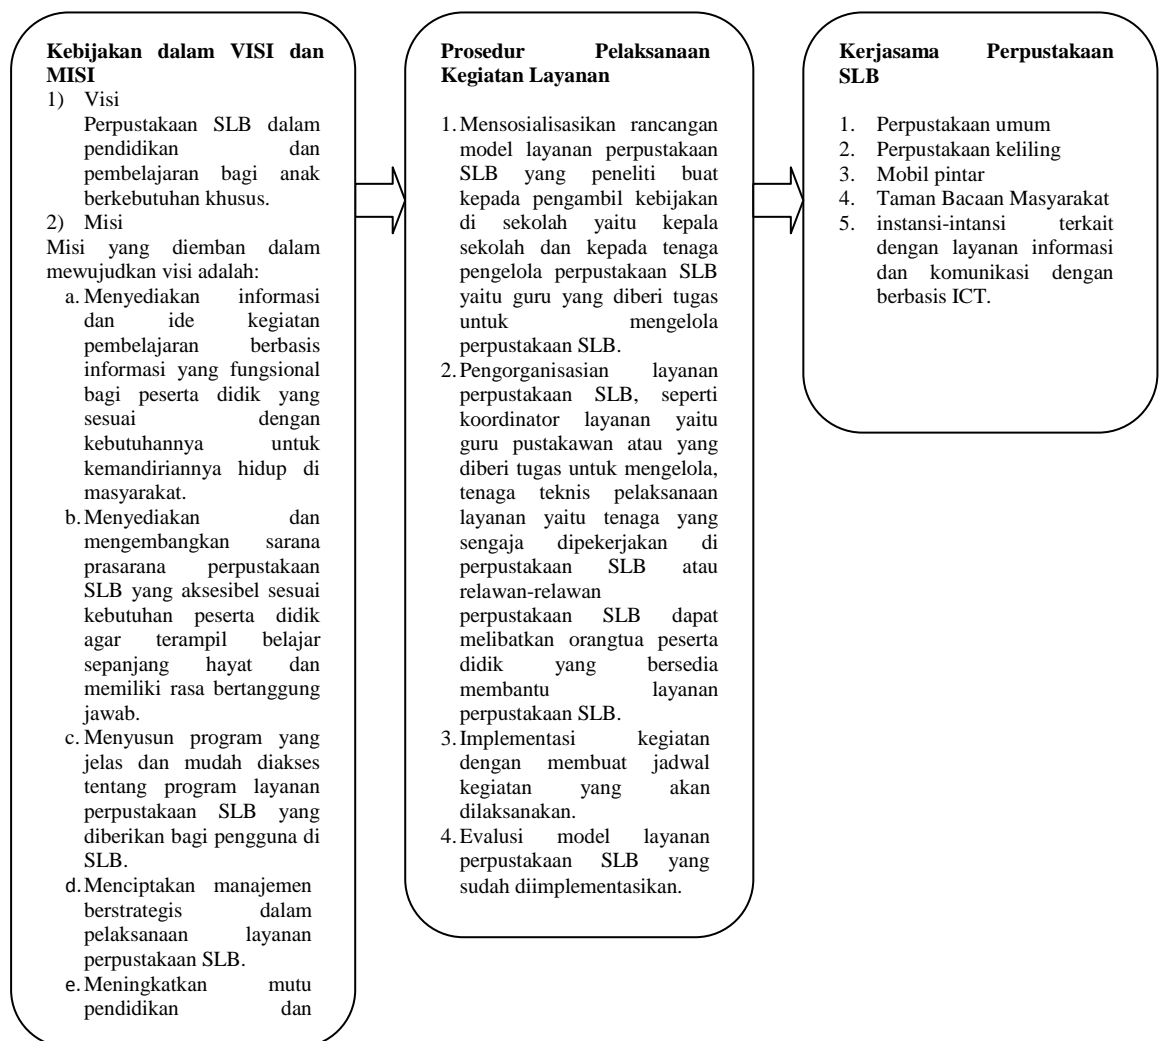 Kebijakan dalam VISI dan
MISI
1) Visi
Perpustakaan SLB dalam
pendidikan dan
pembelajaran bagi anak
berkebutuhan khusus.
2) Misi
Misi yang diemban dalam
mewujudkan visi adalah:
a. Menyediakan informasi
dan ide kegiatan
pembelajaran berbasis
informasi yang fungsional
bagi peserta didik yang
sesuai dengan
kebutuhannya untuk
kemandiriannya hidup di
masyarakat.
b. Menyediakan dan
mengembangkan sarana
prasarana perpustakaan
SLB yang aksesibel sesuai
kebutuhan peserta didik
agar terampil belajar
sepanjang hayat dan
memiliki rasa bertanggung
jawab.
c. Menyusun program yang
jelas dan mudah diakses
tentang program layanan
perpustakaan SLB yang
diberikan bagi pengguna di
SLB.
d. Menciptakan manajemen
berstrategis dalam
pelaksanaan layanan
perpustakaan SLB.
e. Meningkatkan mutu
pendidikan dan
Prosedur Pelaksanaan
Kegiatan Layanan
1. Mensosialisasikan rancangan
model layanan perpustakaan
SLB yang peneliti buat
kepada pengambil kebijakan
di sekolah yaitu kepala
sekolah dan kepada tenaga
pengelola perpustakaan SLB
yaitu guru yang diberi tugas
untuk mengelola
perpustakaan SLB.
2. Pengorganisasian layanan
perpustakaan SLB, seperti
koordinator layanan yaitu
guru pustakawan atau yang
diberi tugas untuk mengelola,
tenaga teknis pelaksanaan
layanan yaitu tenaga yang
sengaja dipekerjakan di
perpustakaan SLB atau
relawan-relawan
perpustakaan SLB dapat
melibatkan orangtua peserta
didik yang bersedia
membantu layanan
perpustakaan SLB.
3. Implementasi kegiatan
dengan membuat jadwal
kegiatan yang akan
dilaksanakan.
4. Evalusi model layanan
perpustakaan SLB yang
sudah diimplementasikan.
Kerjasama Perpustakaan
SLB
1. Perpustakaan umum
2. Perpustakaan keliling
3. Mobil pintar
4. Taman Bacaan Masyarakat
5. instansi-intansi terkait
dengan layanan informasi
dan komunikasi dengan
berbasis ICT.